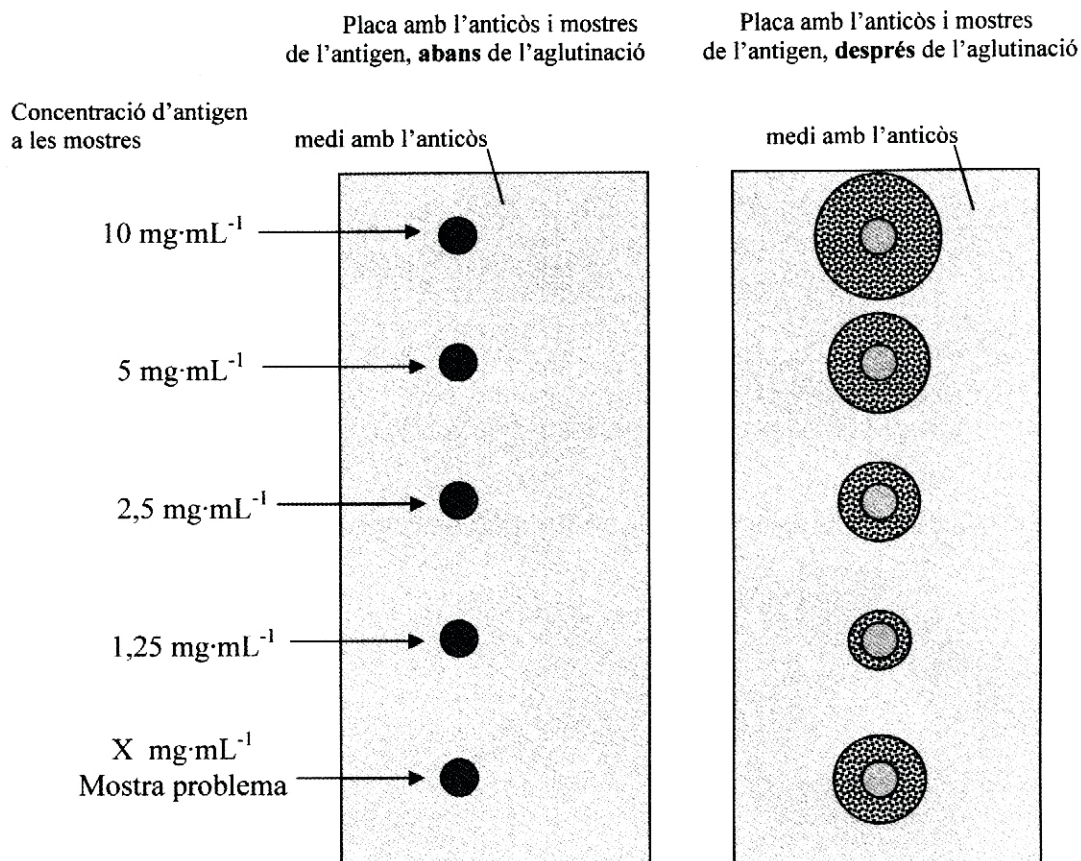 Placa amb l'anticòs i mostres
de l'antigen, abans de l'aglutinació
Placa amb l'anticòs i mostres
de l'antigen, després de l'aglutinació
Concentració d'antigen
a les mostres
medi amb l'anticòs
medi amb l'anticòs
10 mg·mL⁻¹
5 mg·mL⁻¹
2,5 mg·mL⁻¹
1,25 mg·mL⁻¹
X mg·mL⁻¹
Mostra problema